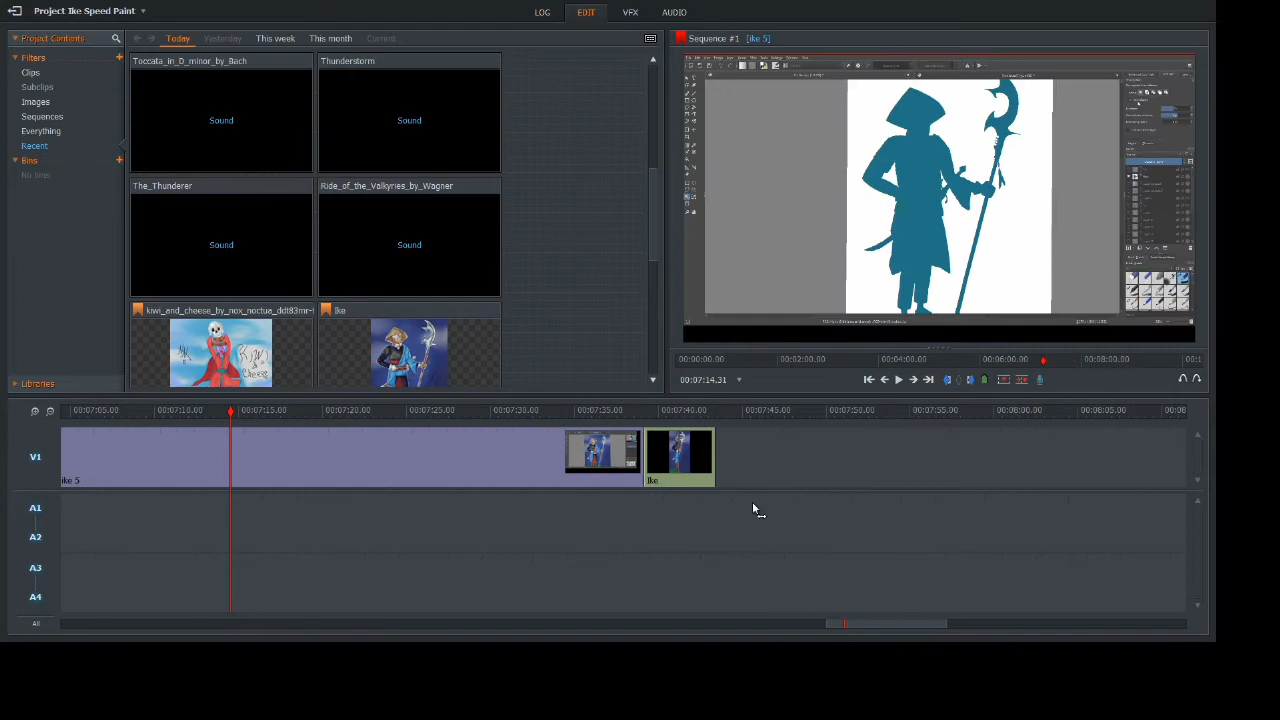 Project Ike Speed Paint
LOG EDIT VFX AUDIO
Project Contents
Today Yesterday This week This month Current
Sequence #1 [ike 5]
Filters
Clips
Subclips
Images
Sequences
Everything
Recent
Bins
No bins
Libraries
Toccata_in_D_minor_by_Bach Thunderstorm
Sound Sound
The_Thunderer Ride_of_the_Valkyries_by_Wagner
Sound Sound
kiwi_and_cheese_by_nox_noctua_ddt83mr- Ike
00:00:00.00 00:02:00.00 00:04:00.00 00:06:00.00 00:08:00.00 00:1
00:07:14.31
00:07:05.00 00:07:10.00 00:07:15.00 00:07:20.00 00:07:25.00 00:07:30.00 00:07:35.00 00:07:40.00 00:07:45.00 00:07:50.00 00:07:55.00 00:08:00.00 00:08:05.00 00:08
V1
ike 5 Ike
A1
A2
A3
A4
All